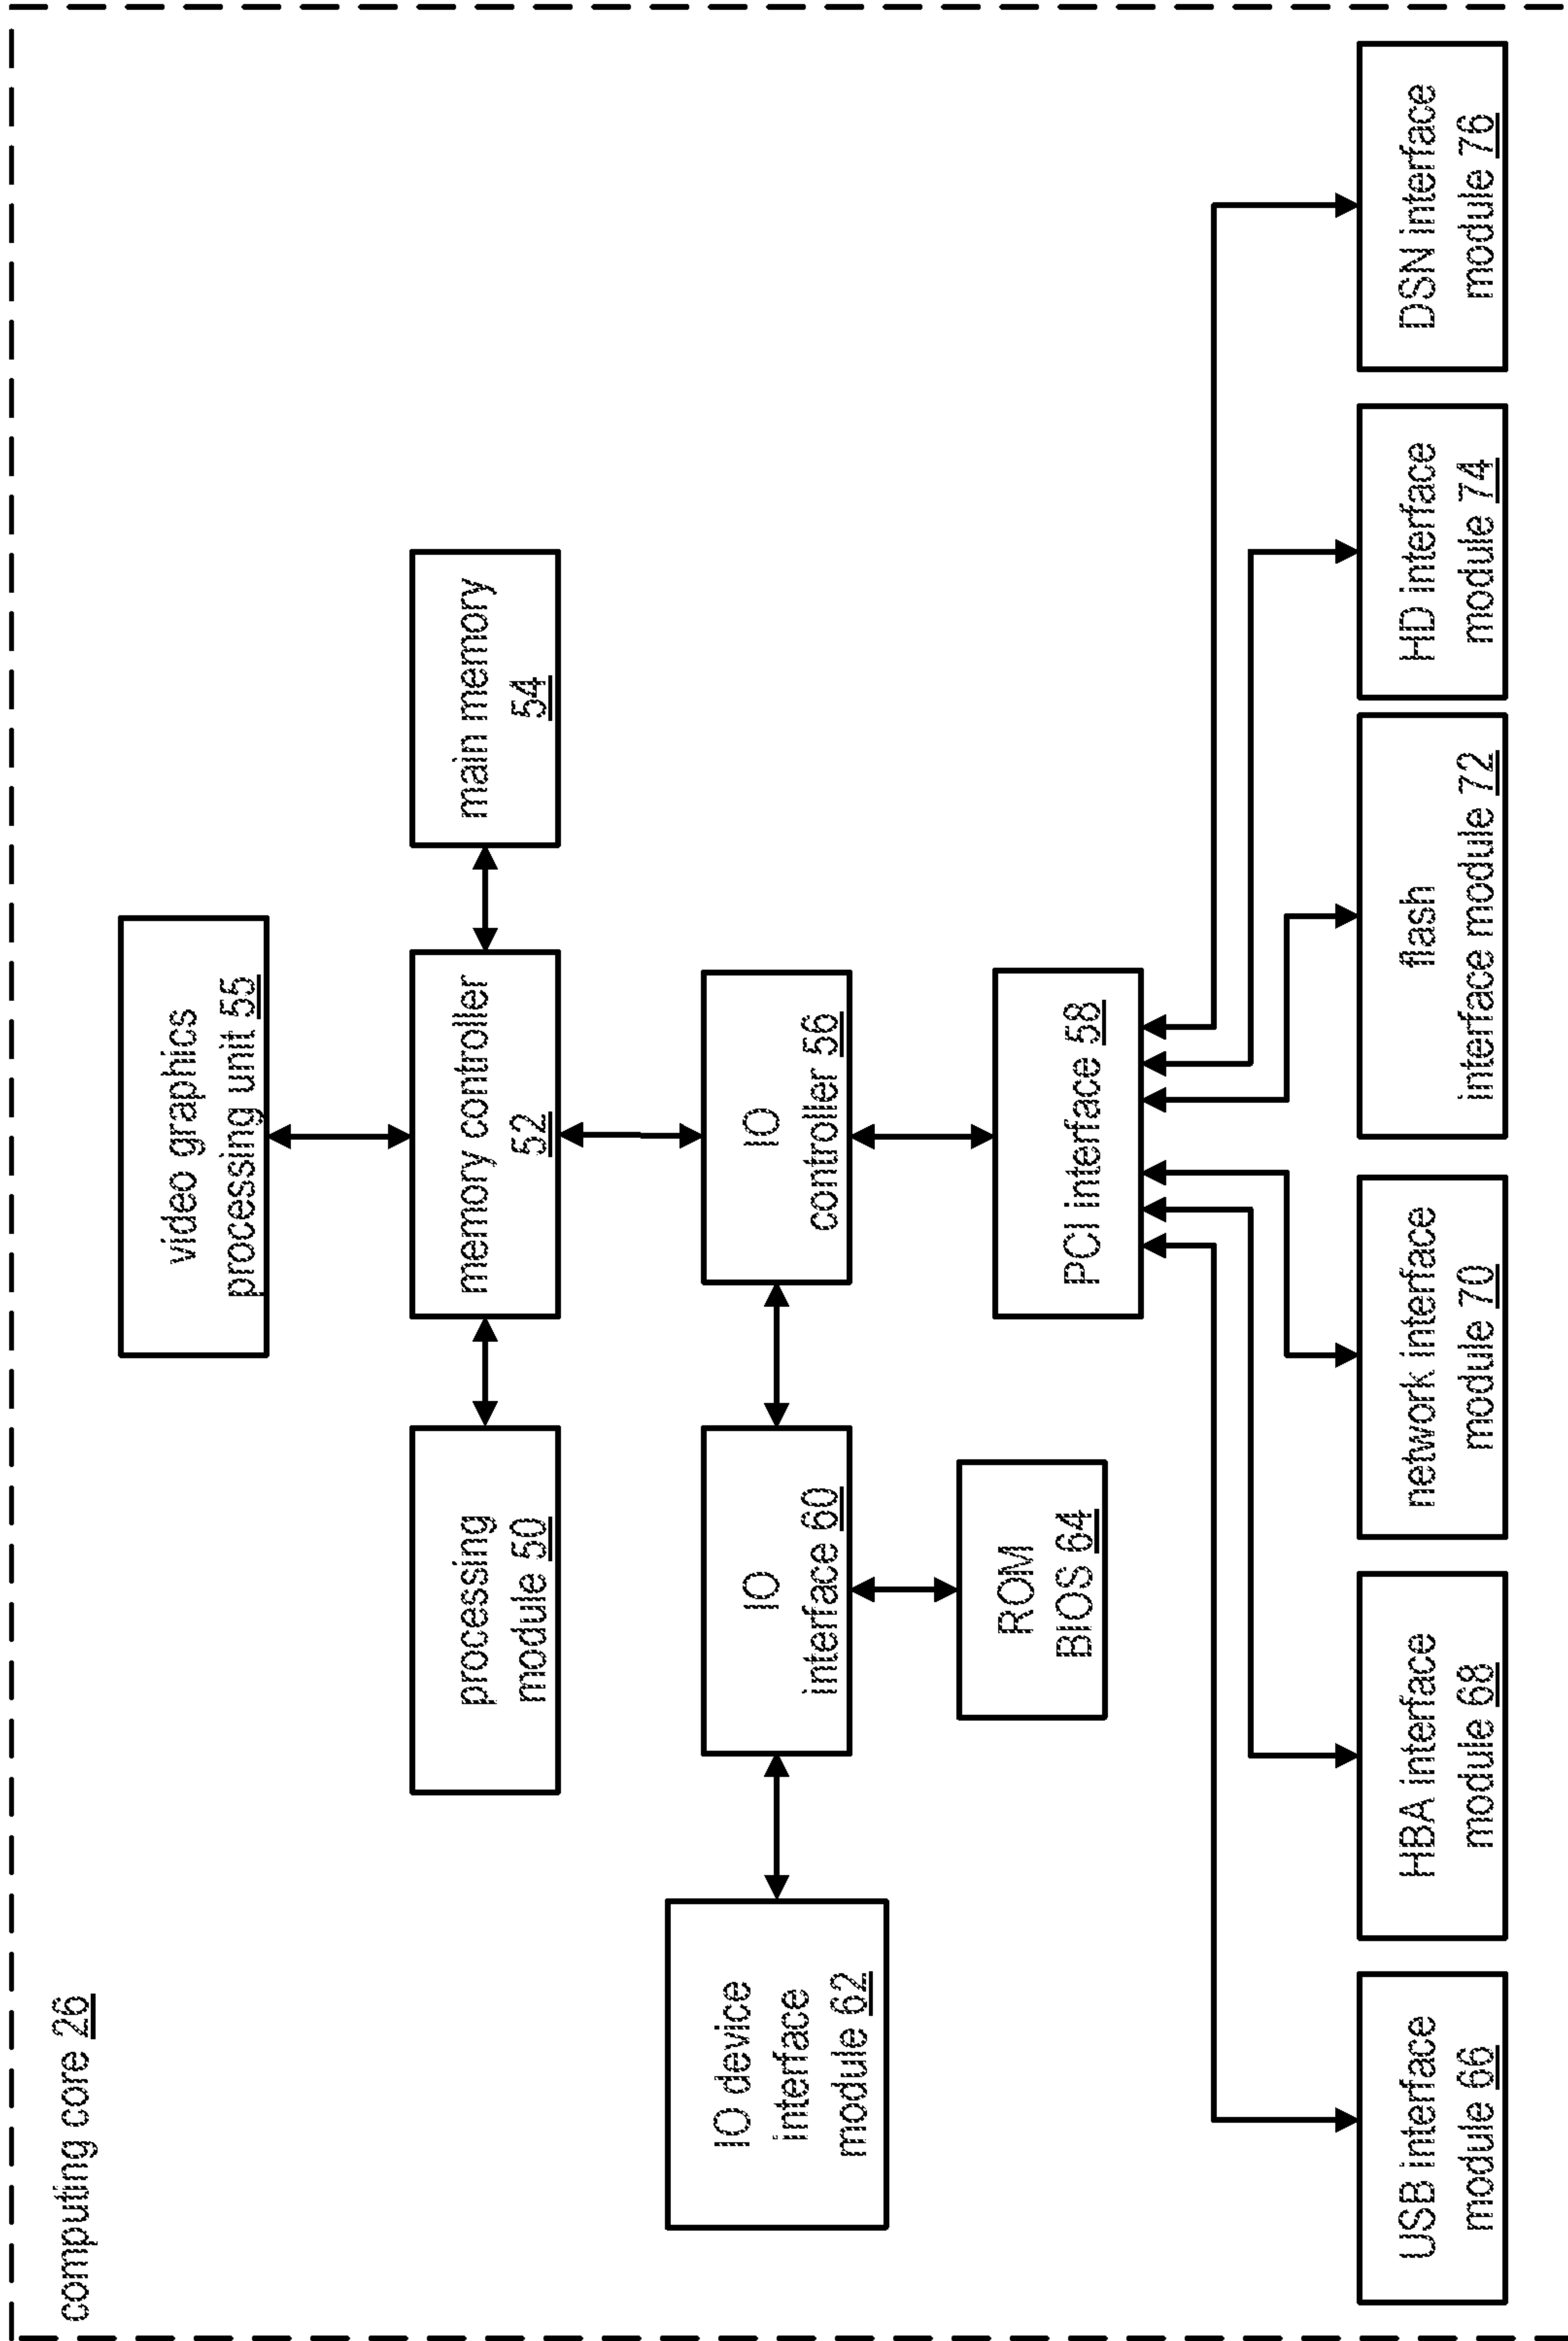 computing core 26
video graphics
processing unit 55
processing
module 50
memory controller
52
main memory
54
IO device
interface
module 62
IO
interface 60
IO
controller 56
ROM
BIOS 64
PCI interface 58
USB interface
module 66
HBA interface
module 68
network interface
module 70
flash
interface module 72
HD interface
module 74
DSN interface
module 76